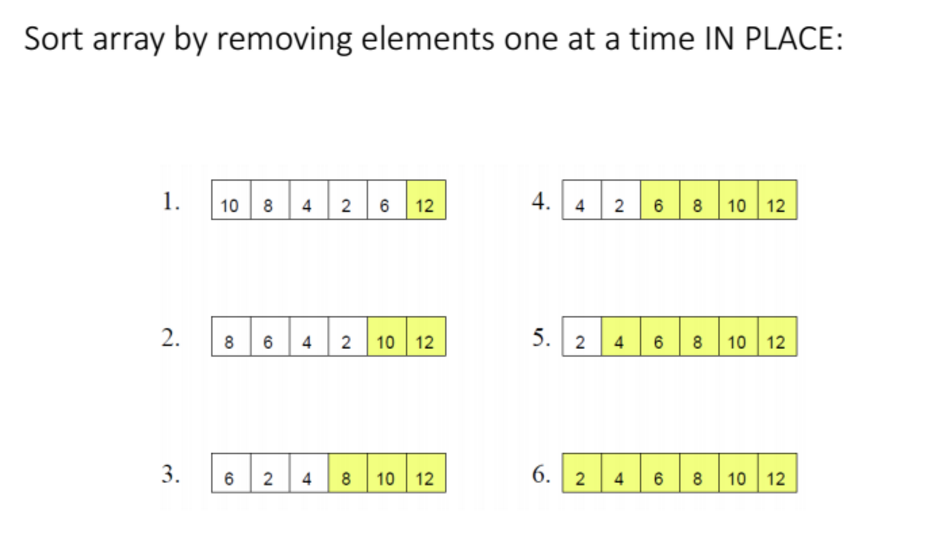 Sort array by removing elements one at a time IN PLACE:
1. 10 8 4 2 6 12
2. 8 6 4 2 10 12
3. 6 2 4 8 10 12
4. 4 2 6 8 10 12
5. 2 4 6 8 10 12
6. 2 4 6 8 10 12